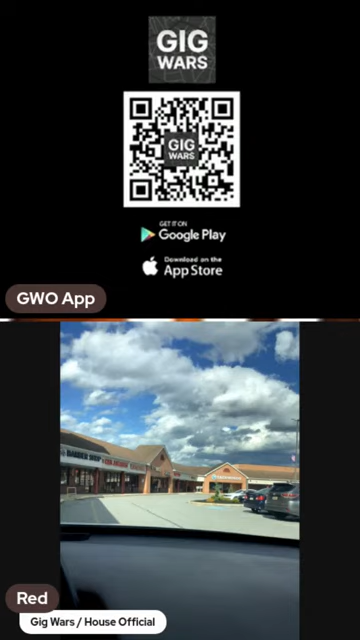 GIG
WARS
GIG
WARS
GET IT ON
Google Play
Download on the
App Store
GWO App
BARBER SHOP
Red
Gig Wars / House Official